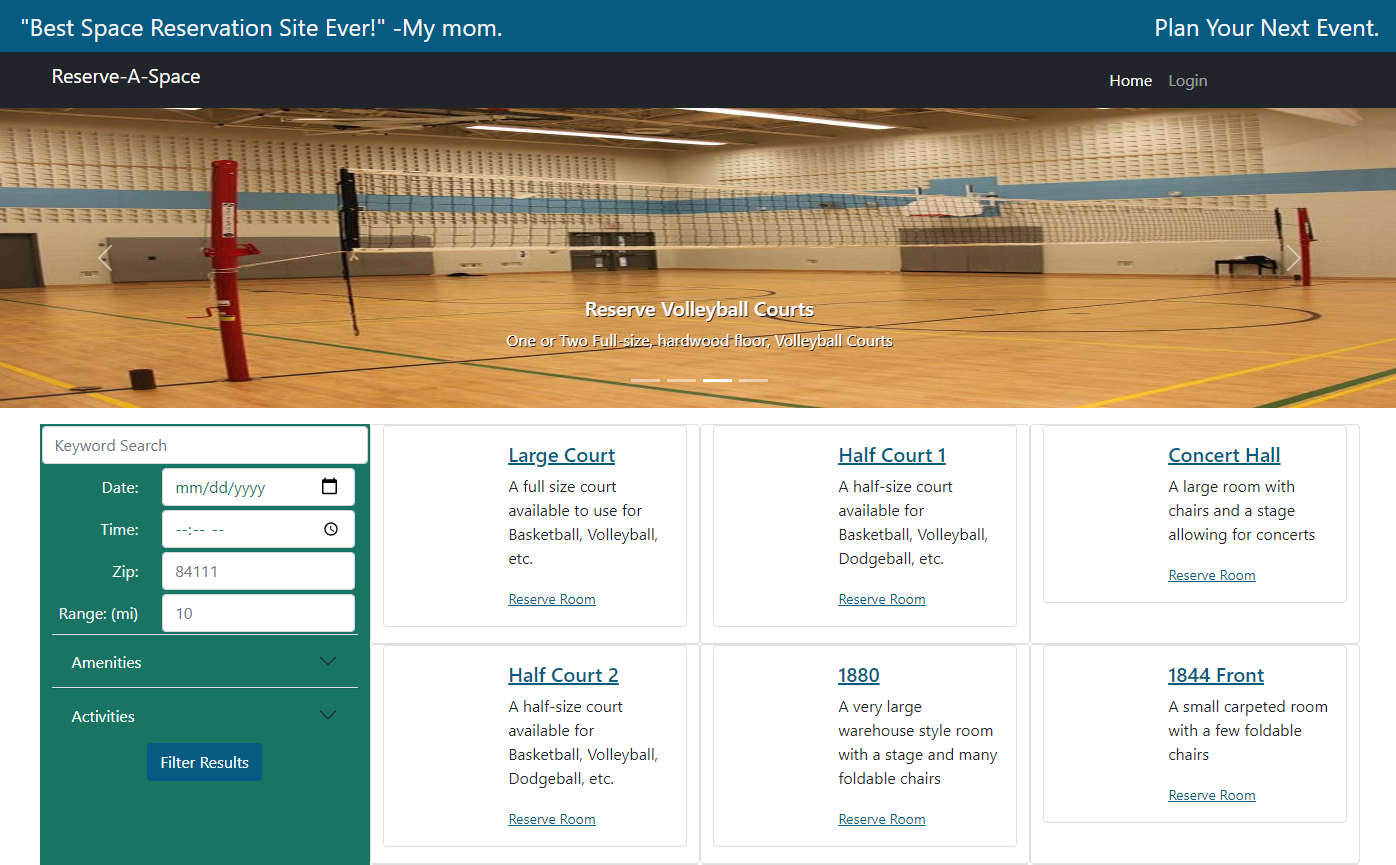 "Best Space Reservation Site Ever!" -My mom.
Plan Your Next Event.
Reserve-A-Space
Home
Login
Reserve Volleyball Courts
One or Two Full-size, hardwood floor, Volleyball Courts
Keyword Search
Date:
mm/dd/yyyy
Time:
--:-- --
Zip:
84111
Range: (mi)
10
Amenities
Activities
Filter Results
Large Court
A full size court
available to use for
Basketball, Volleyball,
etc.
Reserve Room
Half Court 1
A half-size court
available for
Basketball, Volleyball,
Dodgeball, etc.
Reserve Room
Concert Hall
A large room with
chairs and a stage
allowing for concerts
Reserve Room
Half Court 2
A half-size court
available for
Basketball, Volleyball,
Dodgeball, etc.
Reserve Room
1880
A very large
warehouse style room
with a stage and many
foldable chairs
Reserve Room
1844 Front
A small carpeted room
with a few foldable
chairs
Reserve Room